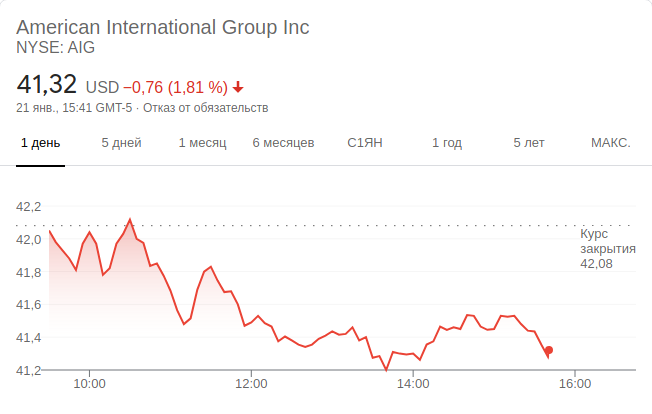 American International Group Inc
NYSE: AIG
41,32 USD −0,76 (1,81 %)
21 янв., 15:41 GMT-5 · Отказ от обязательств
1 день 5 дней 1 месяц 6 месяцев С1ЯН 1 год 5 лет МАКС.
42,2
42,0
41,8
41,6
41,4
41,2
Курс
закрытия
42,08
10:00 12:00 14:00 16:00